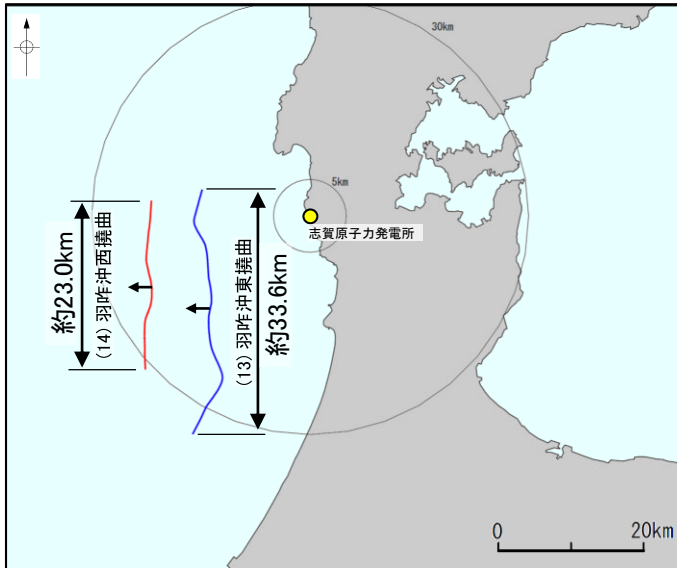 30km
5km
志賀原子力発電所
約23.0km
(14) 羽咋沖西撓曲
(13) 羽咋沖東撓曲
約33.6km
0
20km